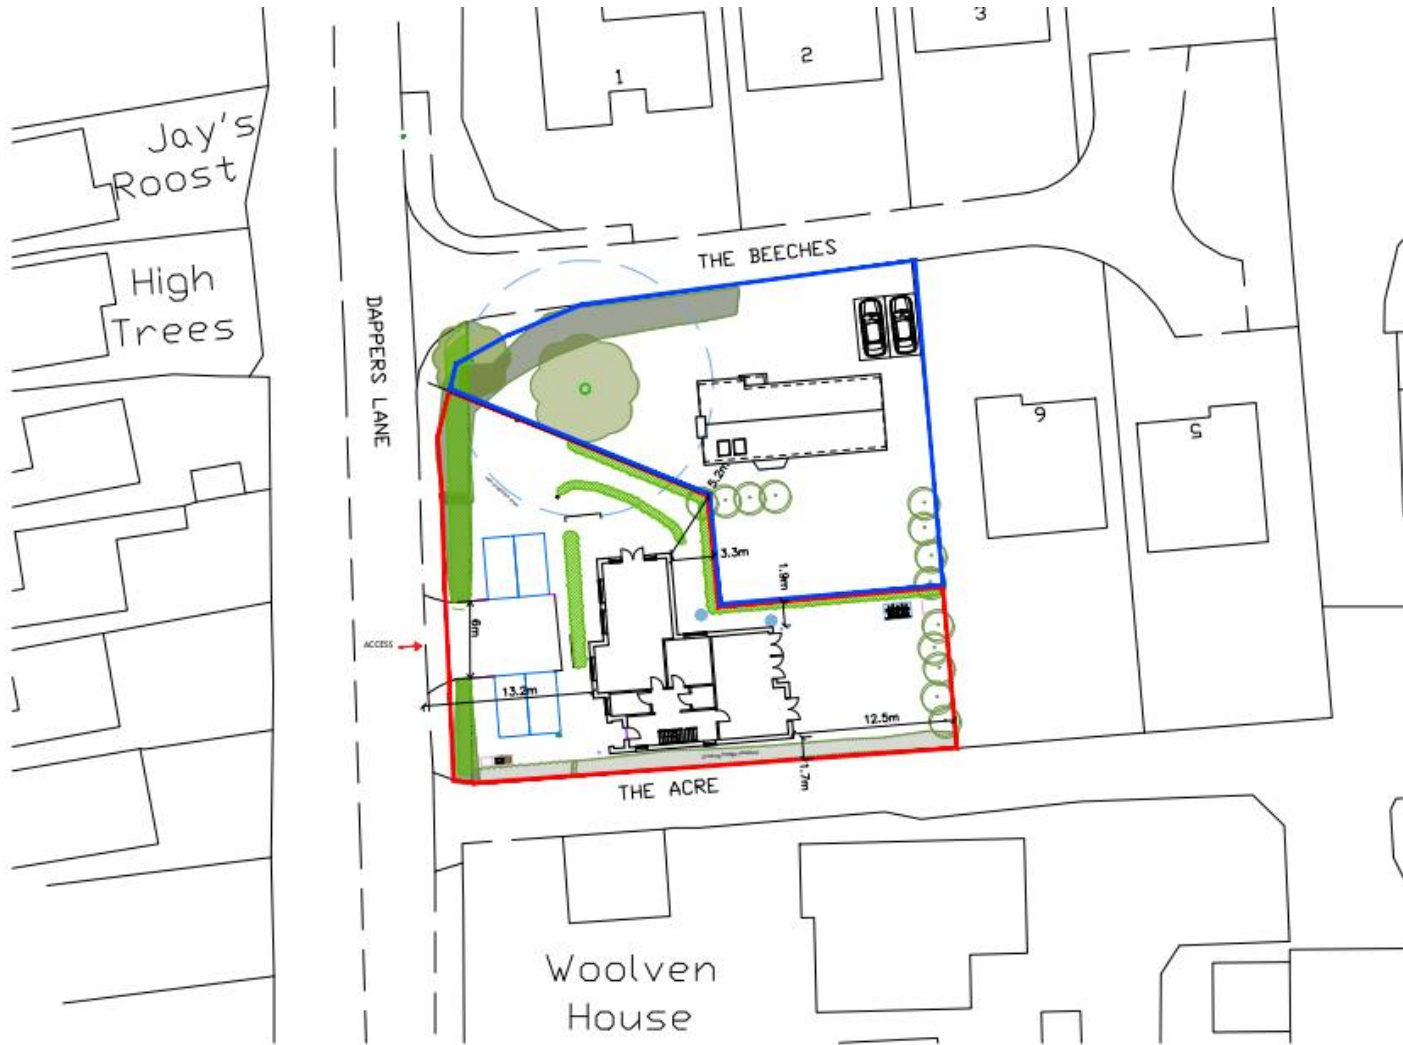 3
2
1
Jay's
Roost
THE BEECHES
High
Trees
DAPPERS LANE
6
5
5.2m
3.3m
1.9m
6m
ACCESS
13.2m
12.5m
1.7m
THE ACRE
Woolven
House